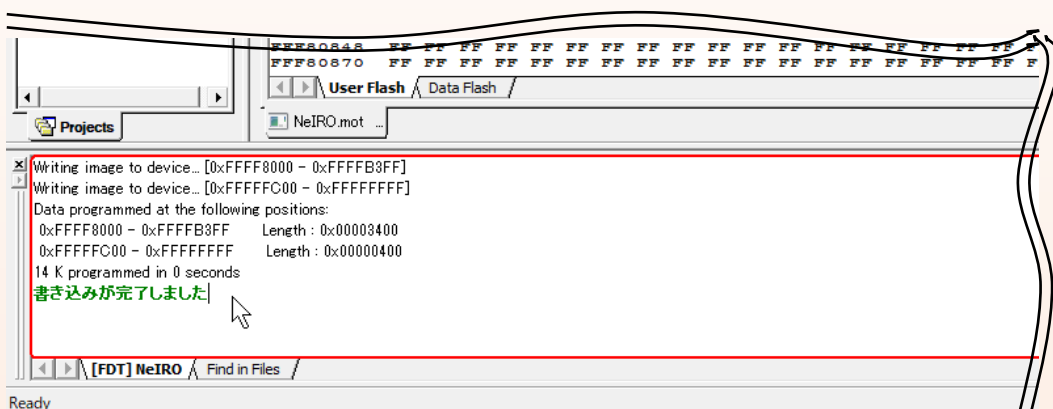 FFF80848 FF FF FF FF FF FF FF FF FF FF FF FF FF FF FF FF FF FF
FFF80870 FF FF FF FF FF FF FF FF FF FF FF FF FF FF FF FF FF FF
User Flash Data Flash
Projects
NeIRO.mot ...
Writing image to device... [0xFFFF8000 - 0xFFFFB3FF]
Writing image to device... [0xFFFFFC00 - 0xFFFFFFFF]
Data programmed at the following positions:
0xFFFF8000 - 0xFFFFB3FF Length : 0x00003400
0xFFFFFC00 - 0xFFFFFFFF Length : 0x00000400
14 K programmed in 0 seconds
書き込みが完了しました
[FDT] NeIRO Find in Files
Ready